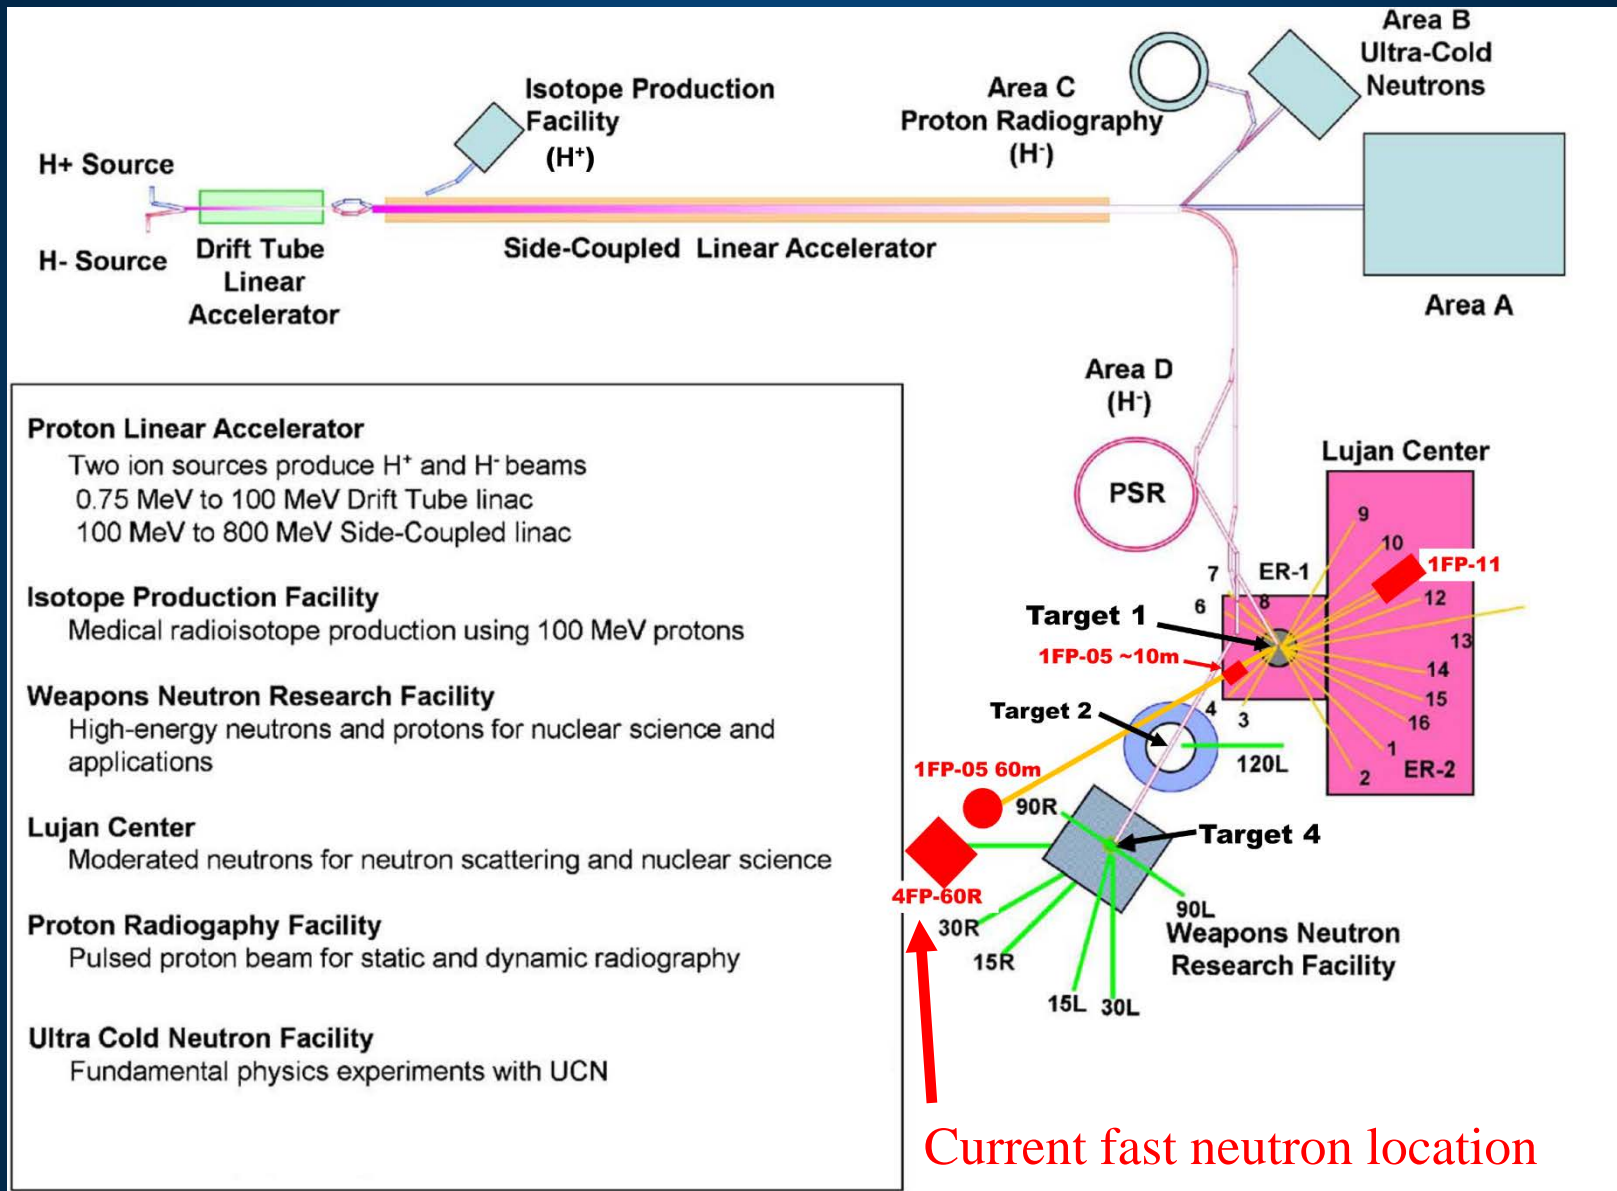 Area B
Ultra-Cold
Neutrons
Isotope Production
Facility
(H⁺)
Area C
Proton Radiography
(H⁻)
H+ Source
H- Source
Drift Tube
Linear
Accelerator
Side-Coupled Linear Accelerator
Area A
Area D
(H⁻)
PSR
Lujan Center
9
10
1FP-11
7
ER-1
6
8
12
Target 1
13
1FP-05 ~10m
14
15
4
3
16
Target 2
1
120L
2
ER-2
1FP-05 60m
90R
Target 4
4FP-60R
90L
30R
Weapons Neutron
Research Facility
15R
15L
30L
Proton Linear Accelerator
Two ion sources produce H⁺ and H⁻ beams
0.75 MeV to 100 MeV Drift Tube linac
100 MeV to 800 MeV Side-Coupled linac
Isotope Production Facility
Medical radioisotope production using 100 MeV protons
Weapons Neutron Research Facility
High-energy neutrons and protons for nuclear science and
applications
Lujan Center
Moderated neutrons for neutron scattering and nuclear science
Proton Radiogaphy Facility
Pulsed proton beam for static and dynamic radiography
Ultra Cold Neutron Facility
Fundamental physics experiments with UCN
Current fast neutron location